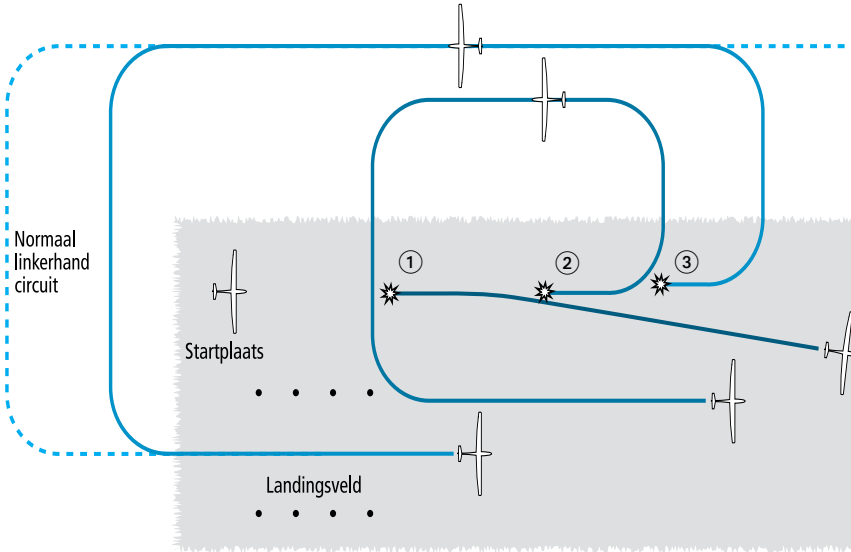 Normaal
linkerhand
circuit
①
②
③
Startplaats
Landingsveld